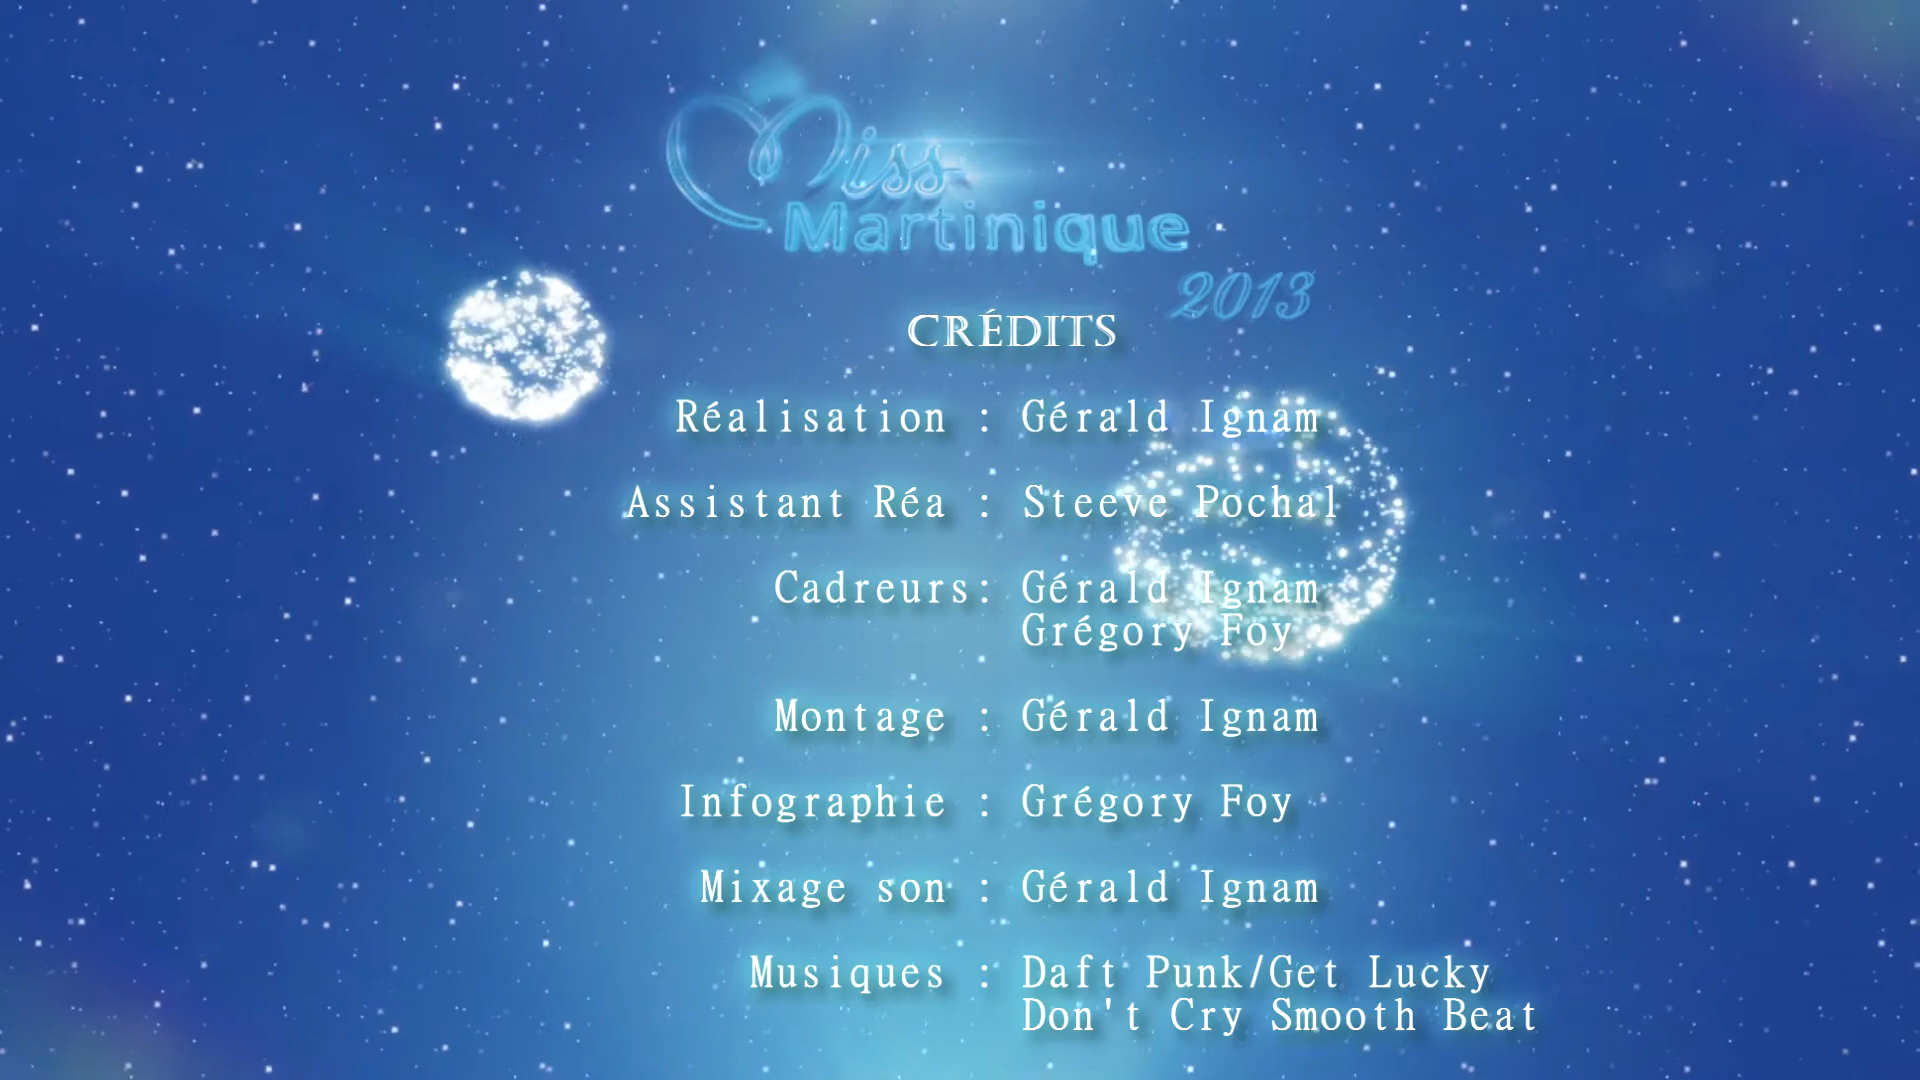 Miss
Martinique
2013
CRÉDITS
Réalisation : Gérald Ignam
Assistant Réa : Steeve Pochal
Cadreurs: Gérald Ignam
Grégory Foy
Montage : Gérald Ignam
Infographie : Grégory Foy
Mixage son : Gérald Ignam
Musiques : Daft Punk/Get Lucky
Don't Cry Smooth Beat